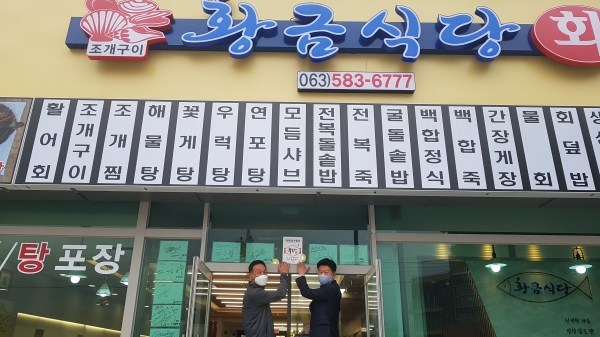 조개구이
황금식당
회
(063)583-6777
활어회
조개구이
조개찜
해물탕
꽃게탕
우럭탕
연포탕
모듬샤브
전복돌솥밥
전복죽
굴돌솥밥
백합정식
백합죽
간장게장
물회
회덮밥
/탕 포장
황금식당